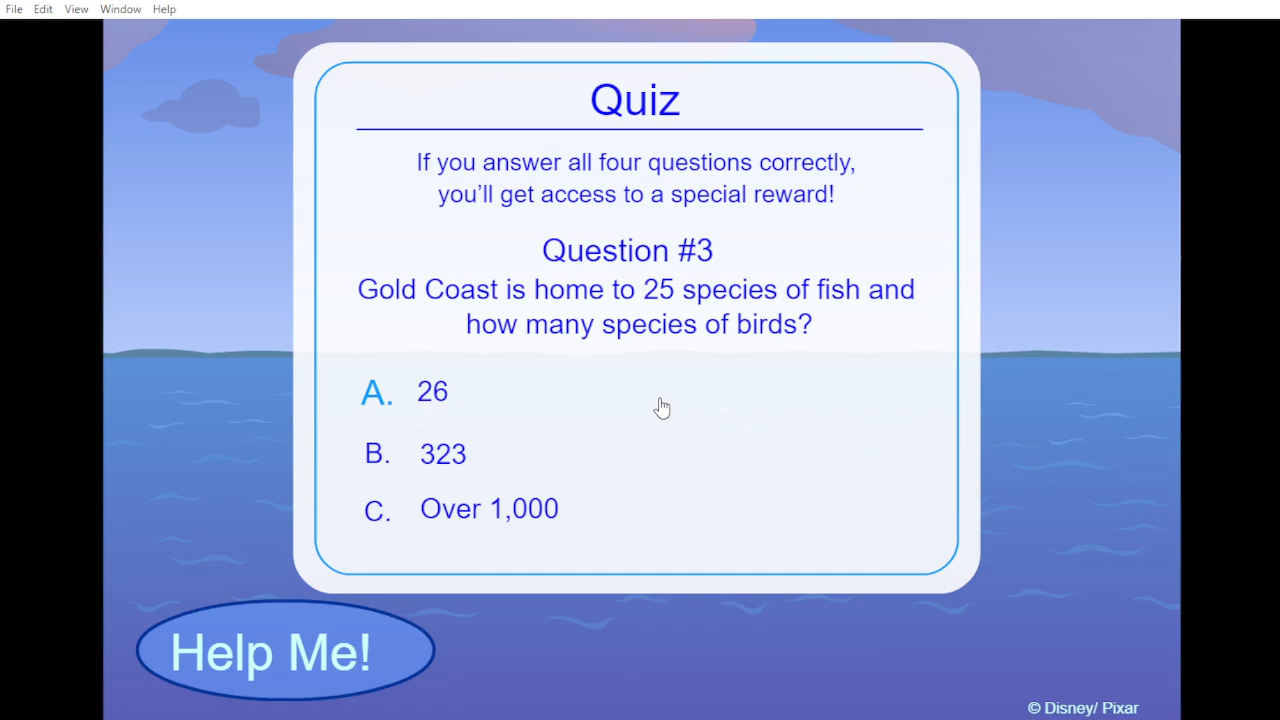 File Edit View Window Help
Quiz
If you answer all four questions correctly,
you’ll get access to a special reward!
Question #3
Gold Coast is home to 25 species of fish and
how many species of birds?
A. 26
B. 323
C. Over 1,000
Help Me!
© Disney/ Pixar